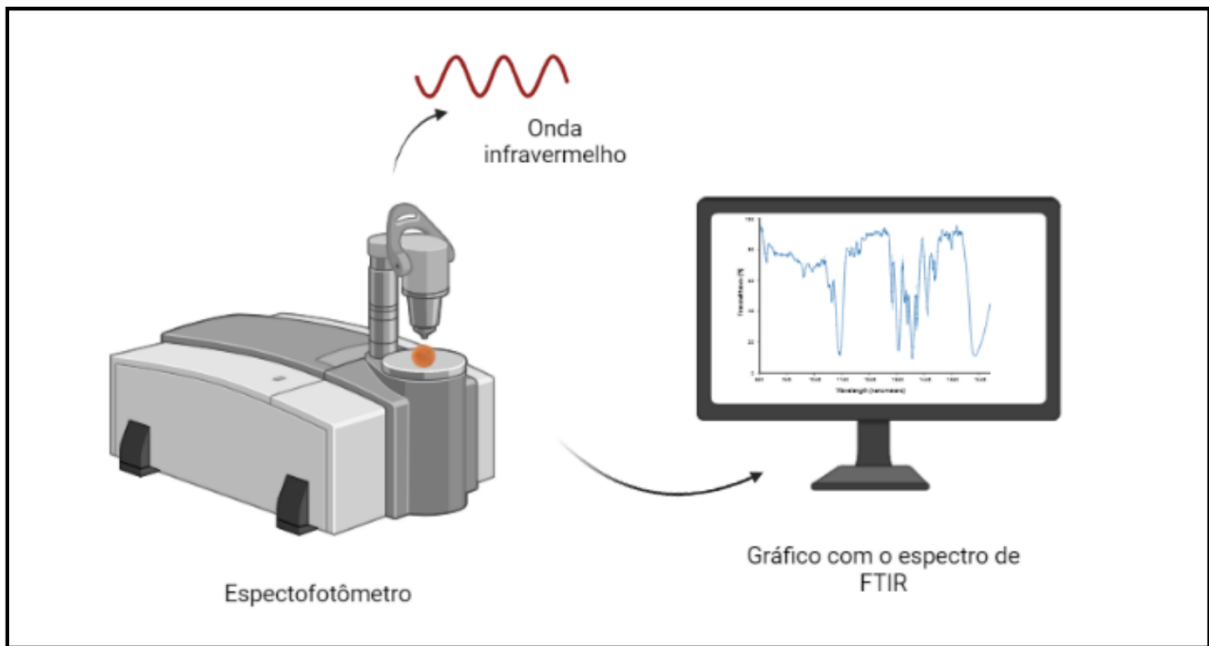 Onda
infravermelho
Gráfico com o espectro de
FTIR
Espectofotômetro